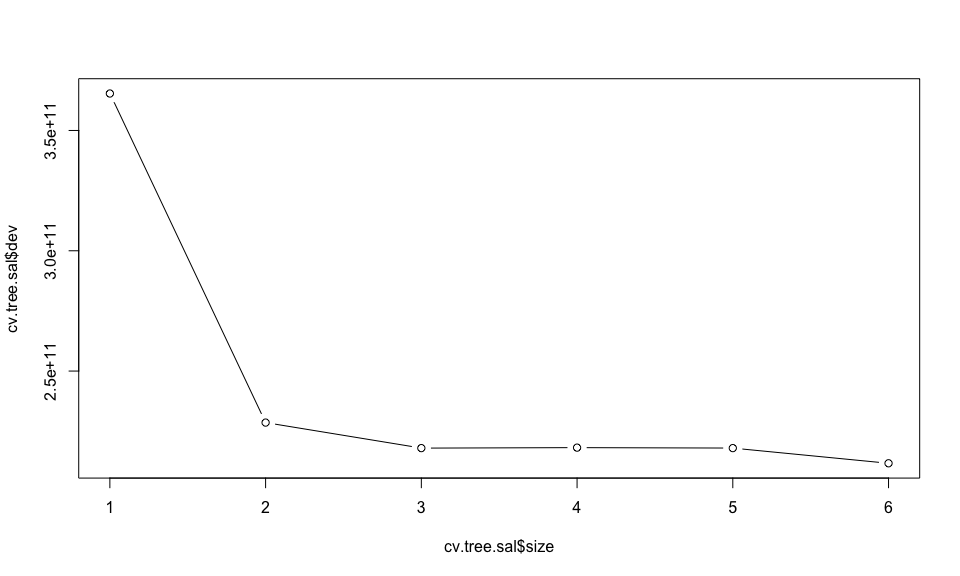 cv.tree.sal$dev
3.5e+11
3.0e+11
2.5e+11
1 2 3 4 5 6
cv.tree.sal$size